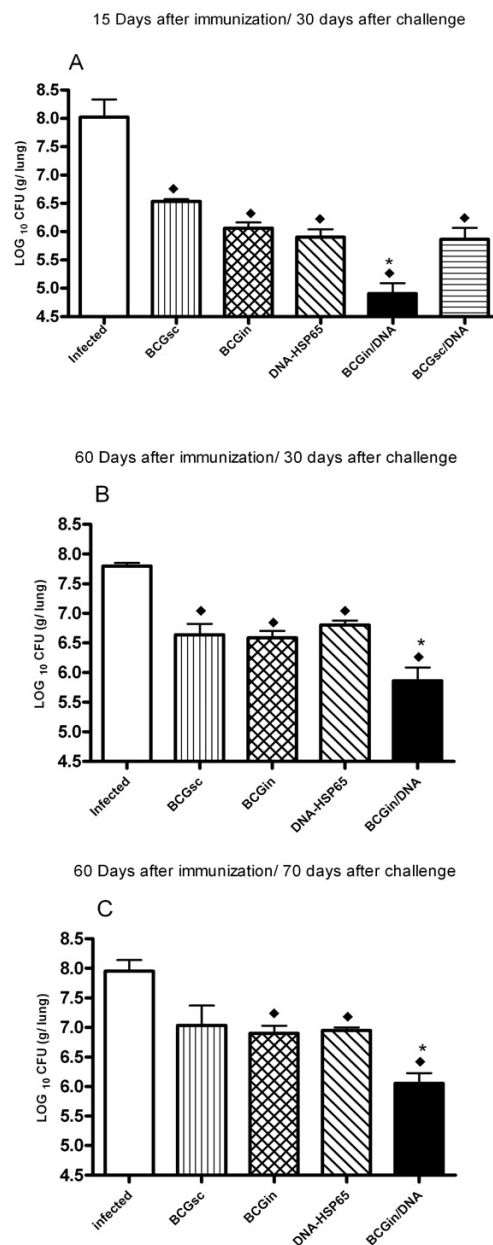 15 Days after immunization/ 30 days after challenge
A
LOG 10 CFU (g/ lung)
8.5
8.0
7.5
7.0
6.5
6.0
5.5
5.0
4.5
◆
◆
◆
*
◆
◆
Infected
BCGsc
BCGin
DNA-HSP65
BCGin/DNA
BCGsc/DNA
60 Days after immunization/ 30 days after challenge
B
LOG 10 CFU (g/ lung)
8.5
8.0
7.5
7.0
6.5
6.0
5.5
5.0
4.5
◆
◆
◆
*
◆
Infected
BCGsc
BCGin
DNA-HSP65
BCGin/DNA
60 Days after immunization/ 70 days after challenge
C
LOG 10 CFU (g/ lung)
8.5
8.0
7.5
7.0
6.5
6.0
5.5
5.0
4.5
◆
◆
*
◆
infected
BCGsc
BCGin
DNA-HSP65
BCGin/DNA